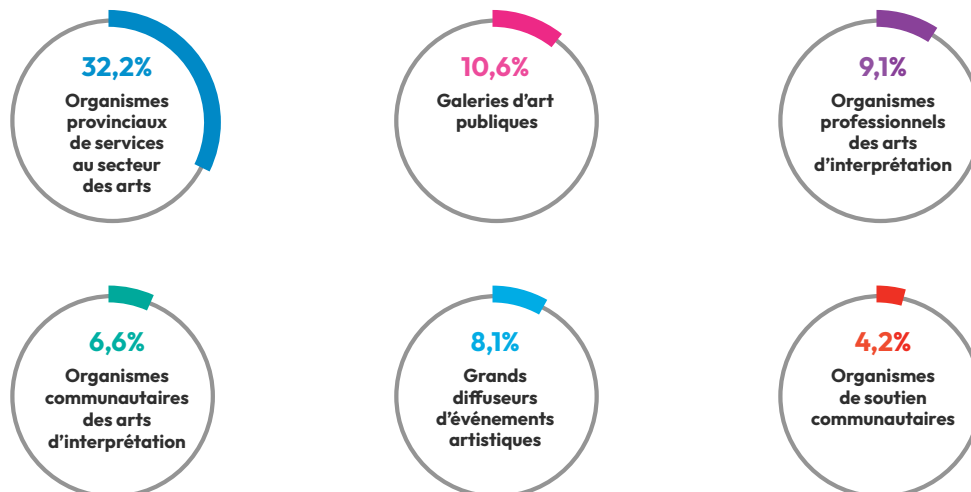 32,2%
Organismes
provinciaux
de services
au secteur
des arts
10,6%
Galeries d'art
publiques
9,1%
Organismes
professionnels
des arts
d'interprétation
6,6%
Organismes
communautaires
des arts
d'interprétation
8,1%
Grands
diffuseurs
d'événements
artistiques
4,2%
Organismes
de soutien
communautaires